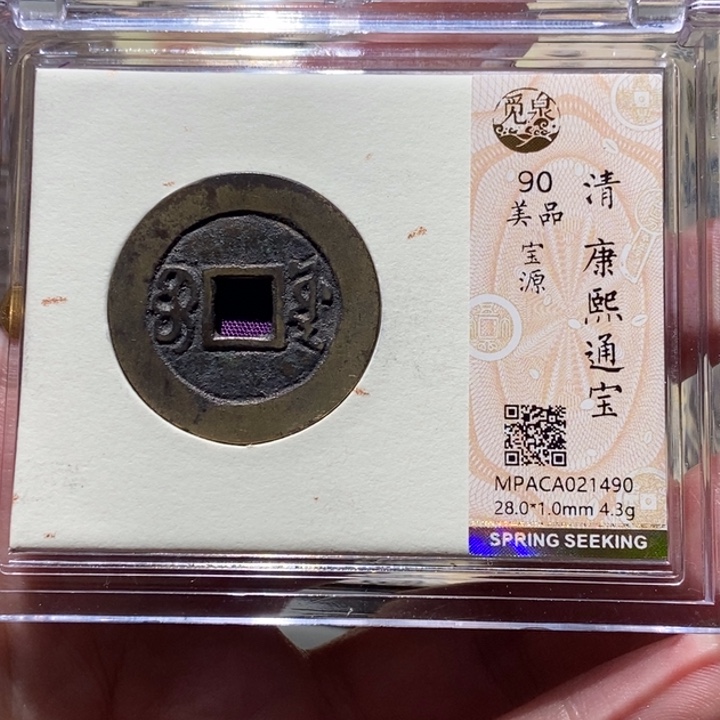 觅泉
清 康熙通宝
90
美品
宝源
MPACA021490
28.0*1.0mm 4.3g
SPRING SEEKING